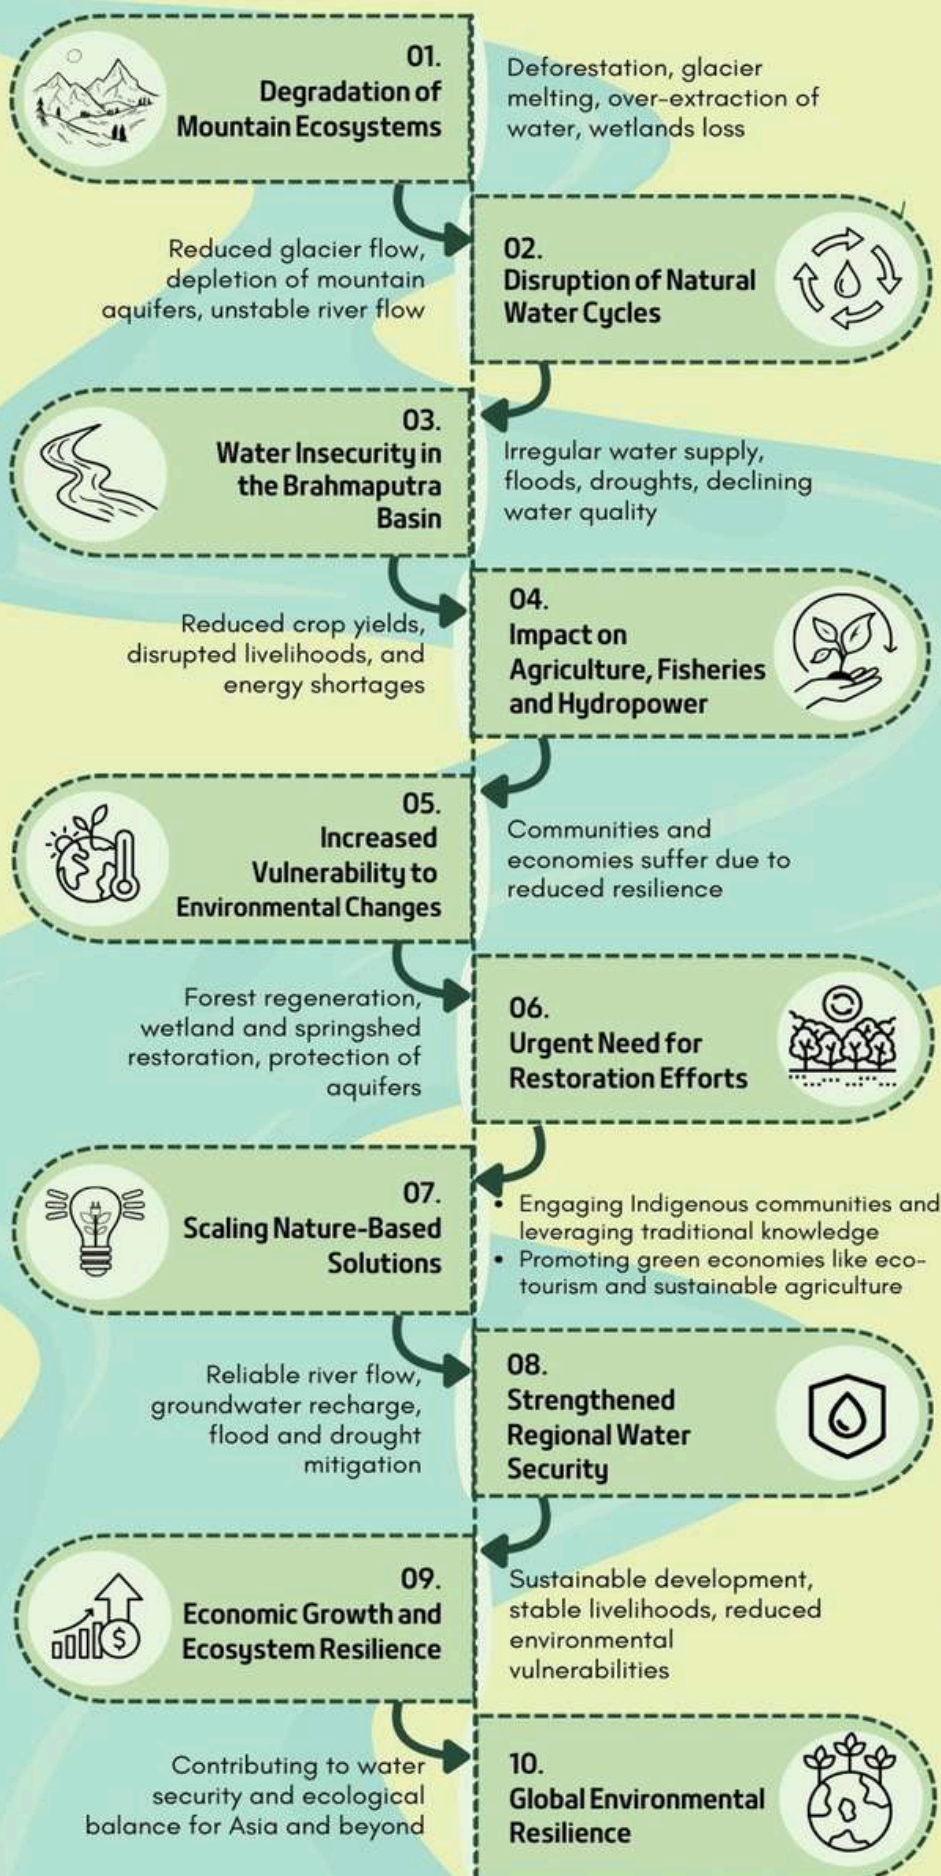 01.
Degradation of
Mountain Ecosystems
Deforestation, glacier
melting, over-extraction of
water, wetlands loss
02.
Disruption of Natural
Water Cycles
Reduced glacier flow,
depletion of mountain
aquifers, unstable river flow
03.
Water Insecurity in
the Brahmaputra
Basin
Irregular water supply,
floods, droughts, declining
water quality
04.
Impact on
Agriculture, Fisheries
and Hydropower
Reduced crop yields,
disrupted livelihoods, and
energy shortages
05.
Increased
Vulnerability to
Environmental Changes
Communities and
economies suffer due to
reduced resilience
06.
Urgent Need for
Restoration Efforts
Forest regeneration,
wetland and springshed
restoration, protection of
aquifers
07.
Scaling Nature-Based
Solutions
• Engaging Indigenous communities and
leveraging traditional knowledge
• Promoting green economies like eco-
tourism and sustainable agriculture
08.
Strengthened
Regional Water
Security
Reliable river flow,
groundwater recharge,
flood and drought
mitigation
09.
Economic Growth and
Ecosystem Resilience
$
Sustainable development,
stable livelihoods, reduced
environmental
vulnerabilities
10.
Global Environmental
Resilience
Contributing to water
security and ecological
balance for Asia and beyond